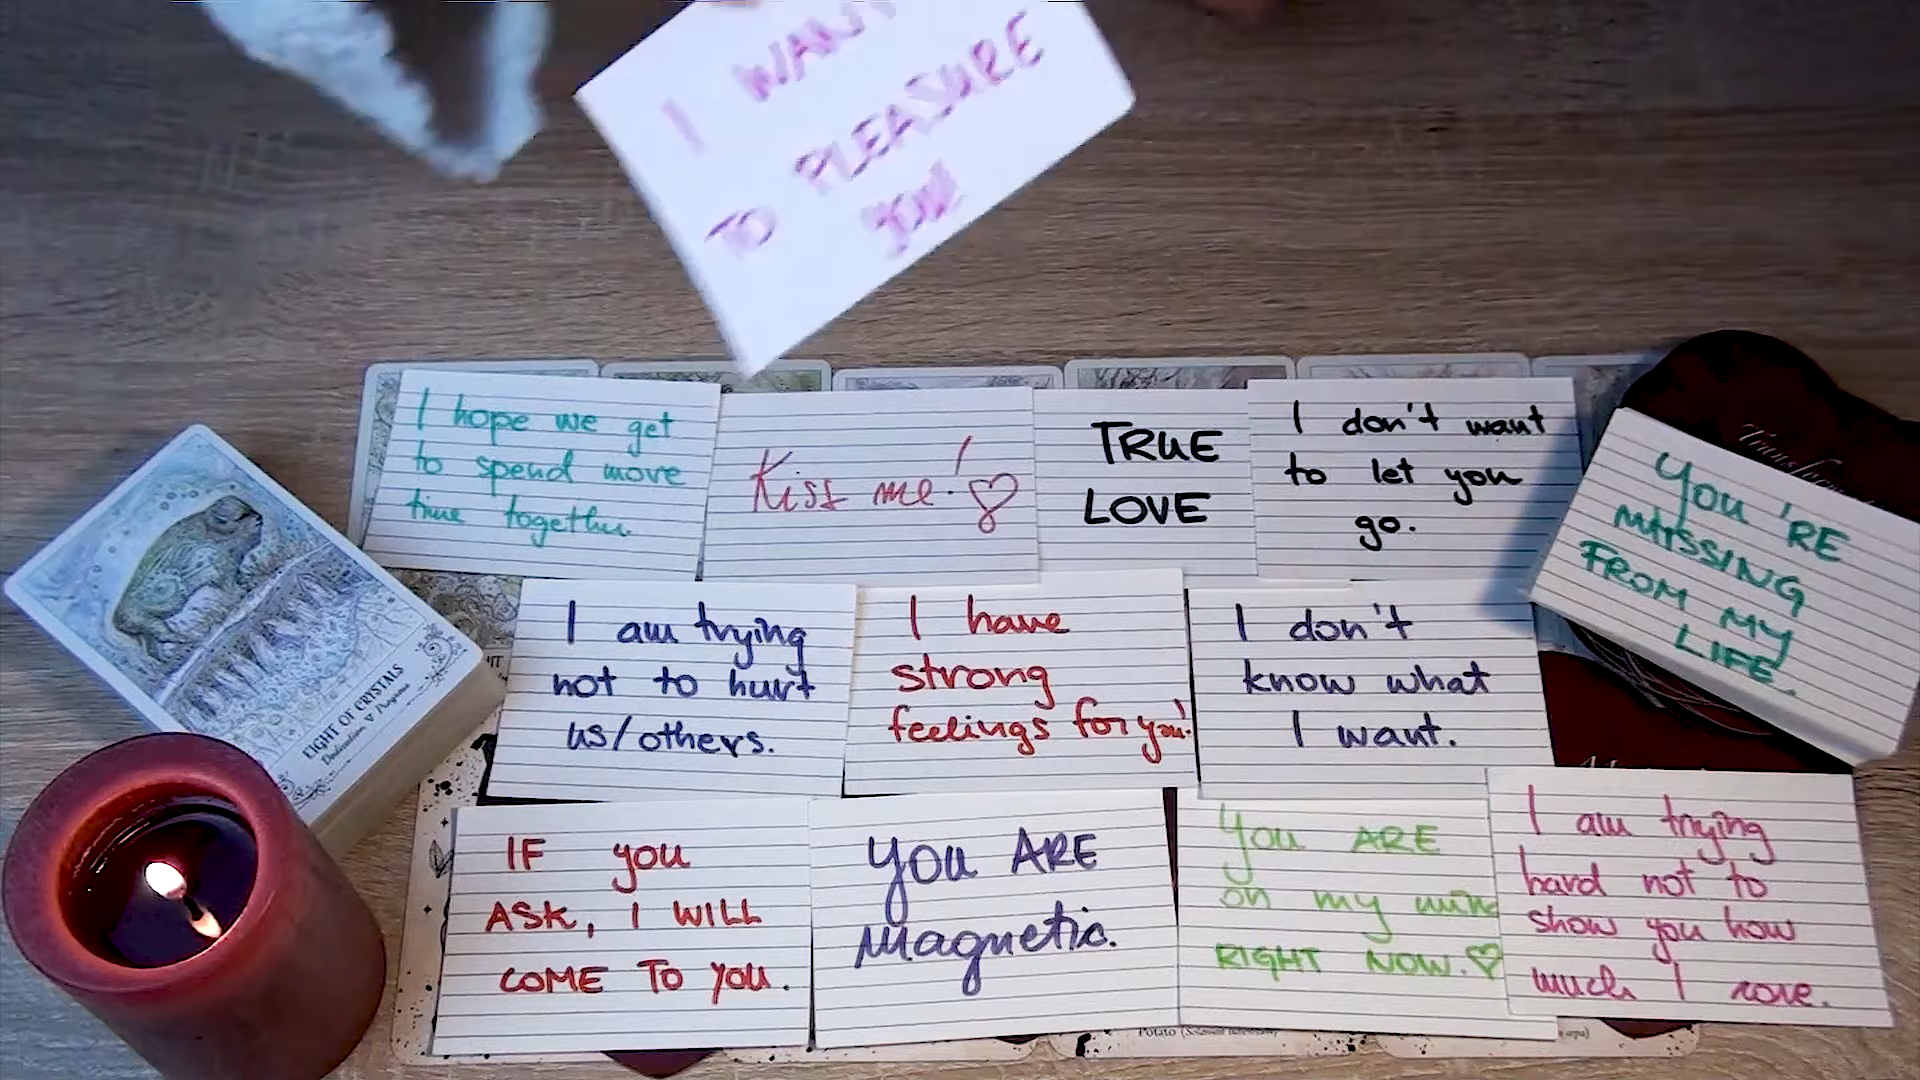 I WANT
TO PLEASURE
YOU!
I hope we get
to spend more
time together.
Kiss me!
TRUE
LOVE
I don't want
to let you
go.
YOU'RE
MISSING
FROM MY
LIFE.
EIGHT OF CRYSTALS
Dedication ▽ Progress
I am trying
not to hurt
us/others.
I have
strong
feelings for you!
I don't
know what
I want.
IF you
ASK, I WILL
COME TO YOU.
YOU ARE
Magnetic.
You ARE
on my mind
RIGHT NOW.
I am trying
hard not to
show you how
much I
Potato